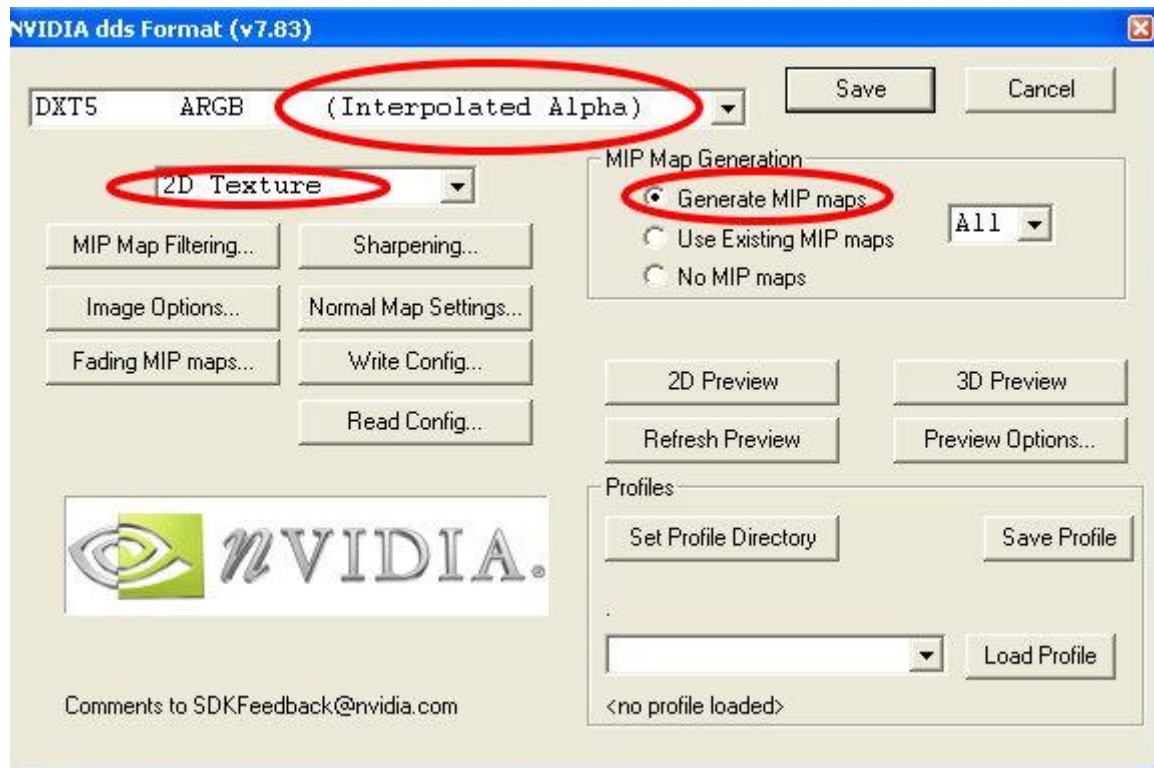 NVIDIA dds Format (v7.83)
DXT5 ARGB (Interpolated Alpha)
Save
Cancel
2D Texture
MIP Map Generation
Generate MIP maps
Use Existing MIP maps
No MIP maps
All
MIP Map Filtering...
Sharpening...
Image Options...
Normal Map Settings...
Fading MIP maps...
Write Config...
Read Config...
2D Preview
3D Preview
Refresh Preview
Preview Options...
nVIDIA.®
Profiles
Set Profile Directory
Save Profile
.
Load Profile
Comments to SDKFeedback@nvidia.com
<no profile loaded>